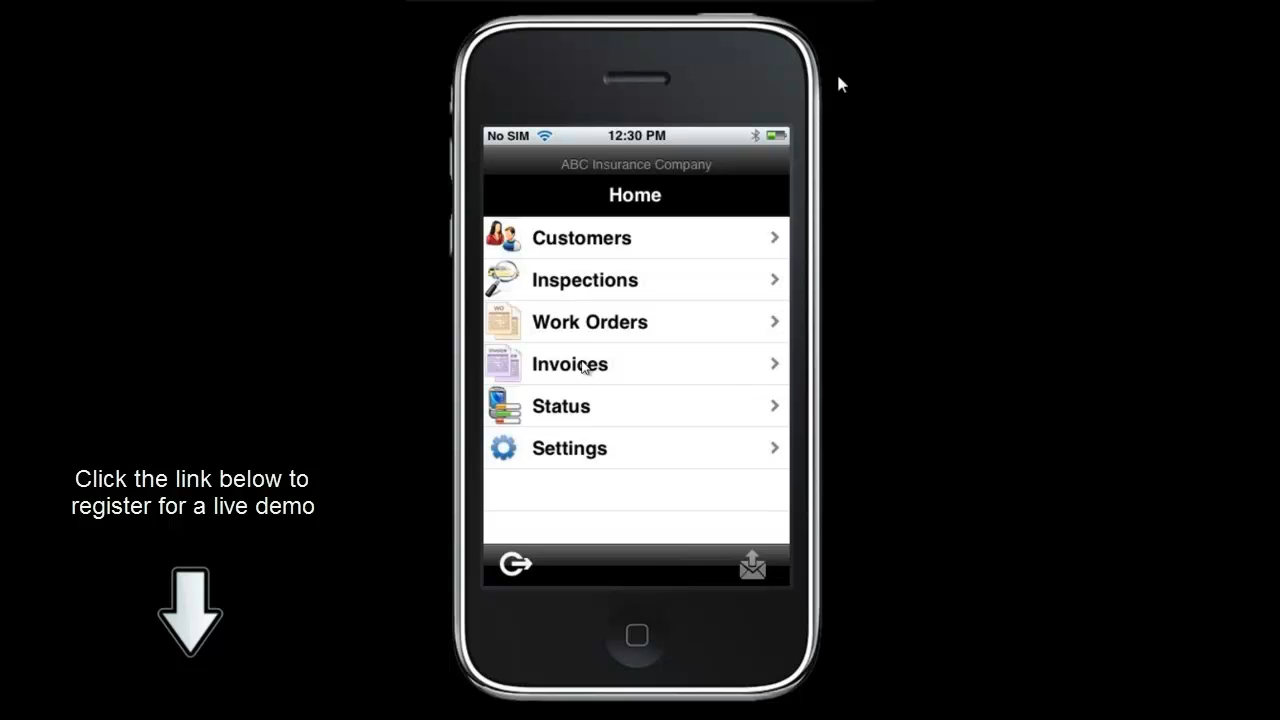 No SIM 12:30 PM
ABC Insurance Company
Home
Customers
Inspections
Work Orders
Invoices
Status
Settings
Click the link below to
register for a live demo